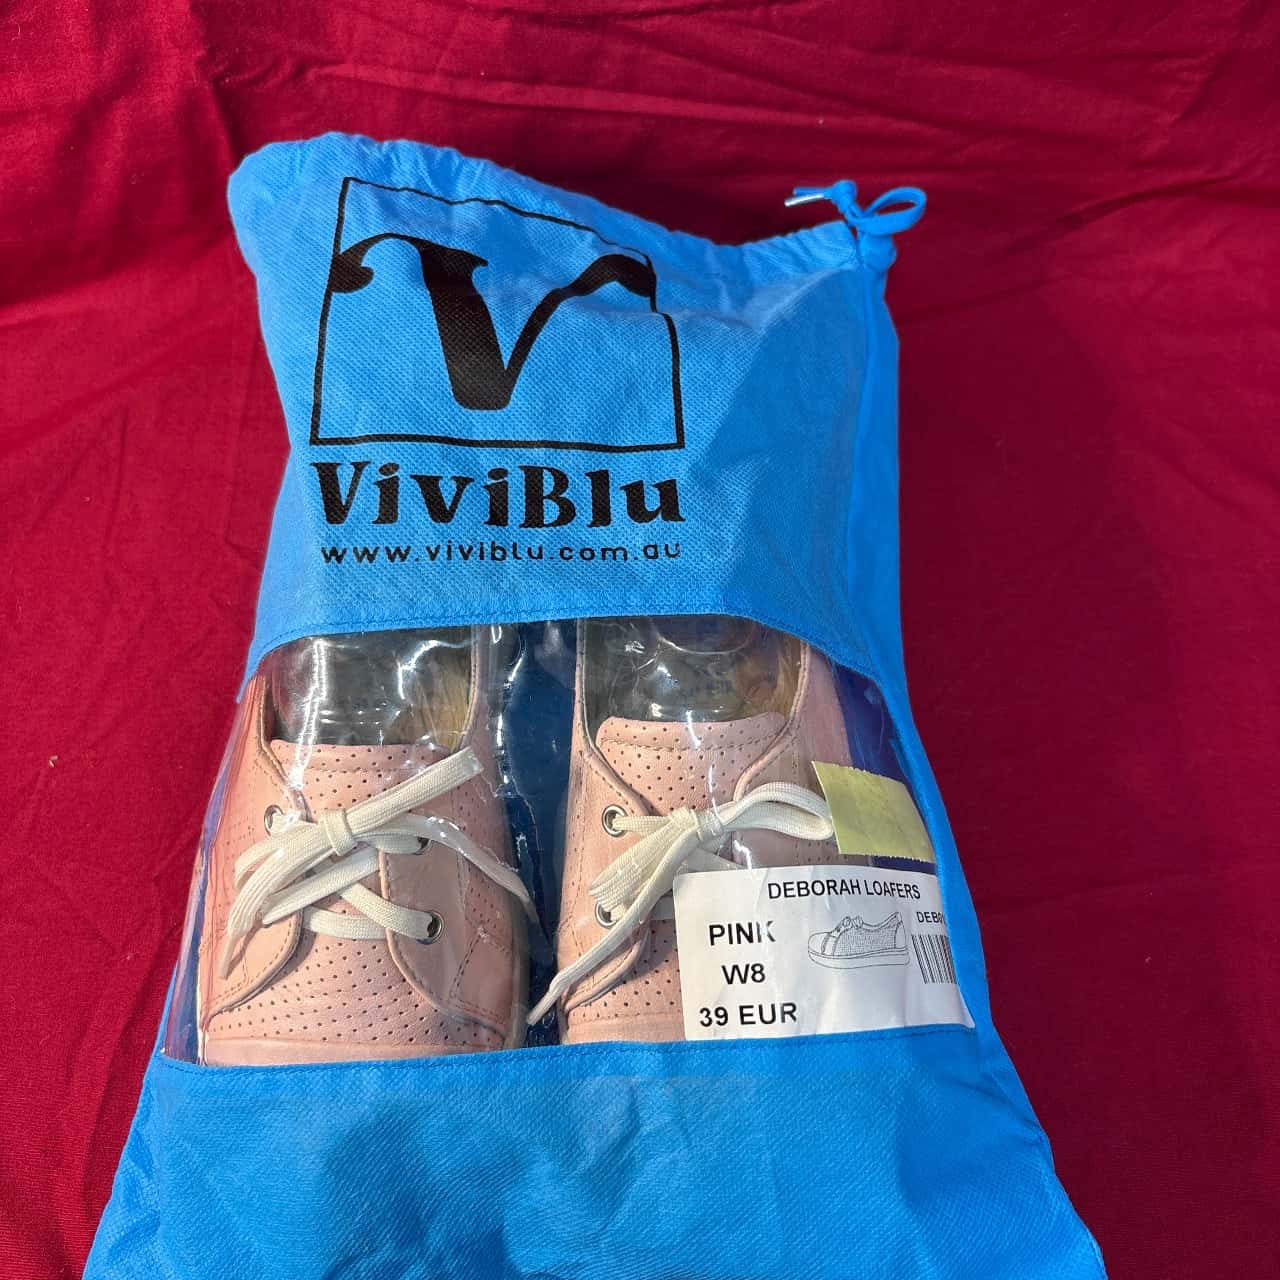 V
ViviBlu
www.viviblu.com.au
DEBORAH LOAFERS
PINK
W8
39 EUR